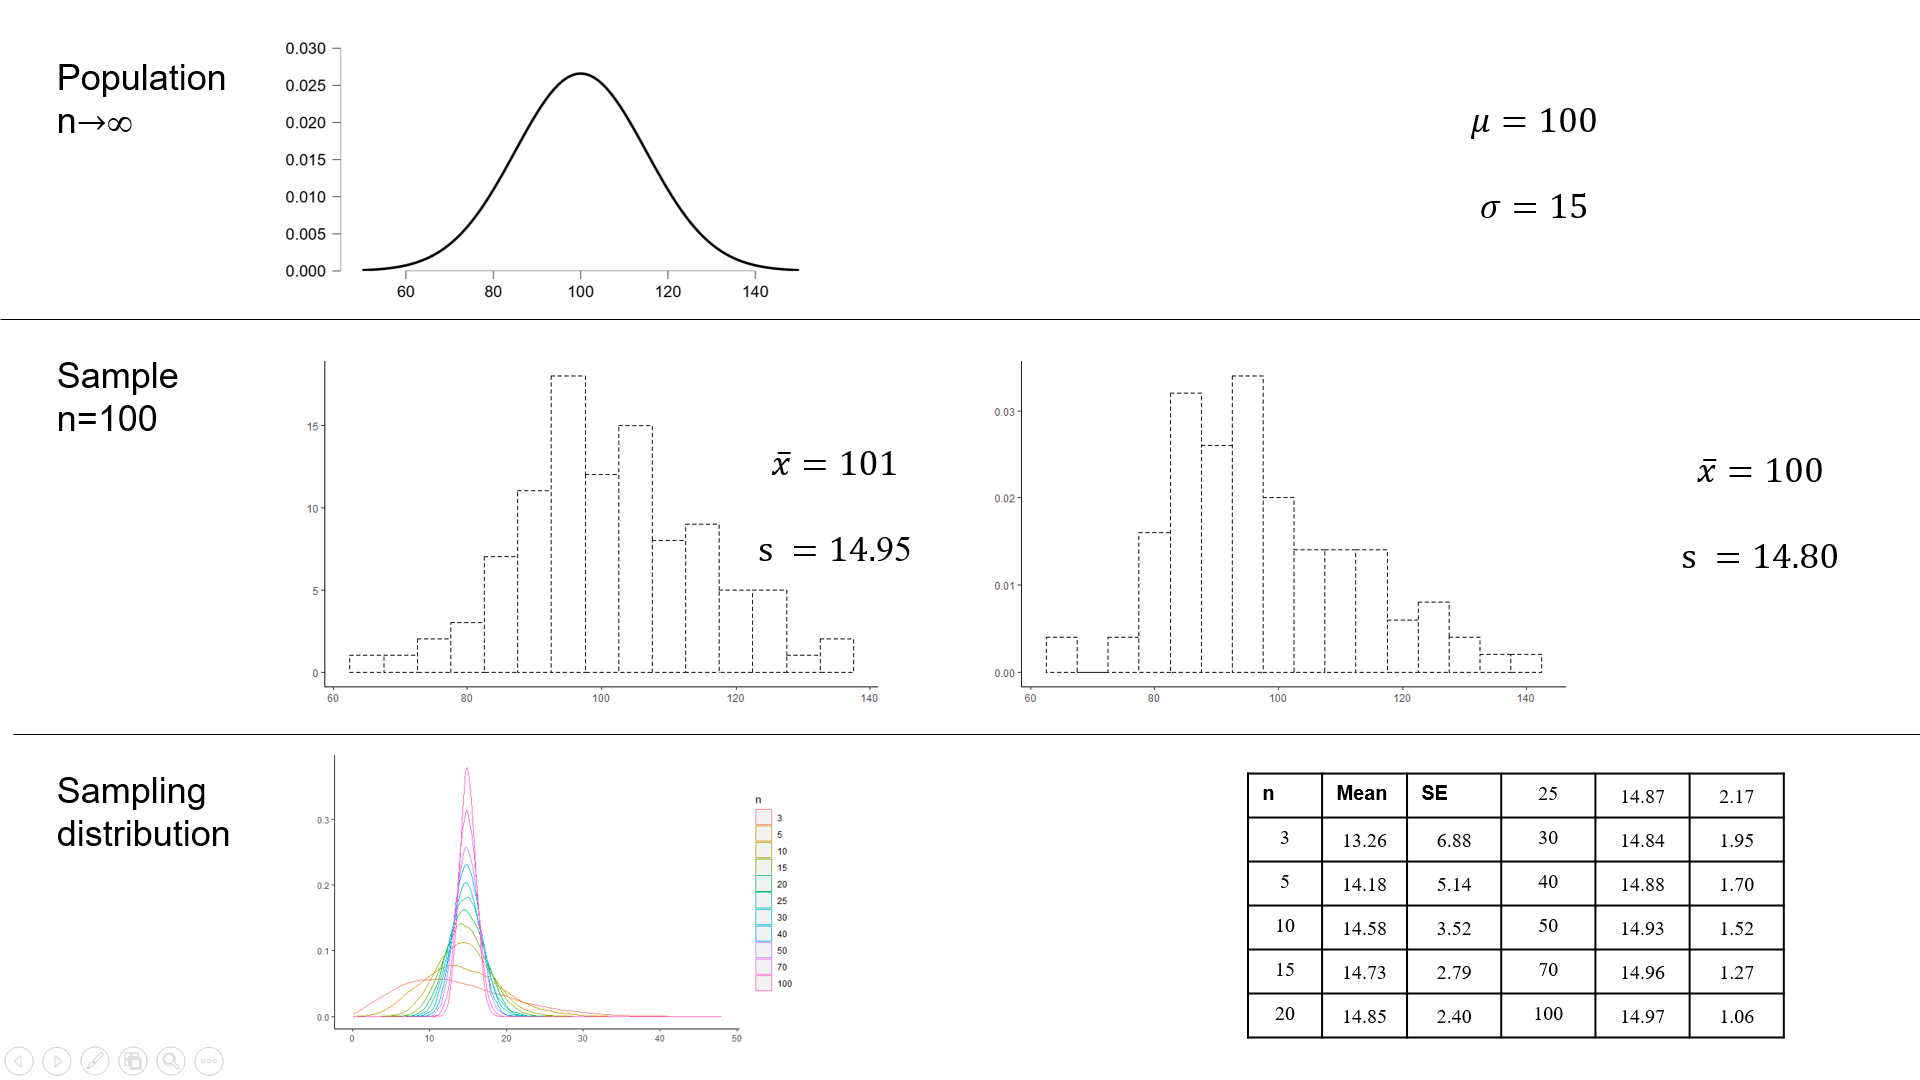 Population
n→∞
0.030
0.025
0.020
0.015
0.010
0.005
0.000
60 80 100 120 140
μ = 100
σ = 15
Sample
n=100
15
10
5
0
60 80 100 120 140
x̄ = 101
s = 14.95
0.03
0.02
0.01
0.00
60 80 100 120 140
x̄ = 100
s = 14.80
Sampling
distribution
0.3
0.2
0.1
0.0
0 10 20 30 40 50
n
3
5
10
15
20
25
30
40
50
70
100
n Mean SE 25 14.87 2.17
3 13.26 6.88 30 14.84 1.95
5 14.18 5.14 40 14.88 1.70
10 14.58 3.52 50 14.93 1.52
15 14.73 2.79 70 14.96 1.27
20 14.85 2.40 100 14.97 1.06